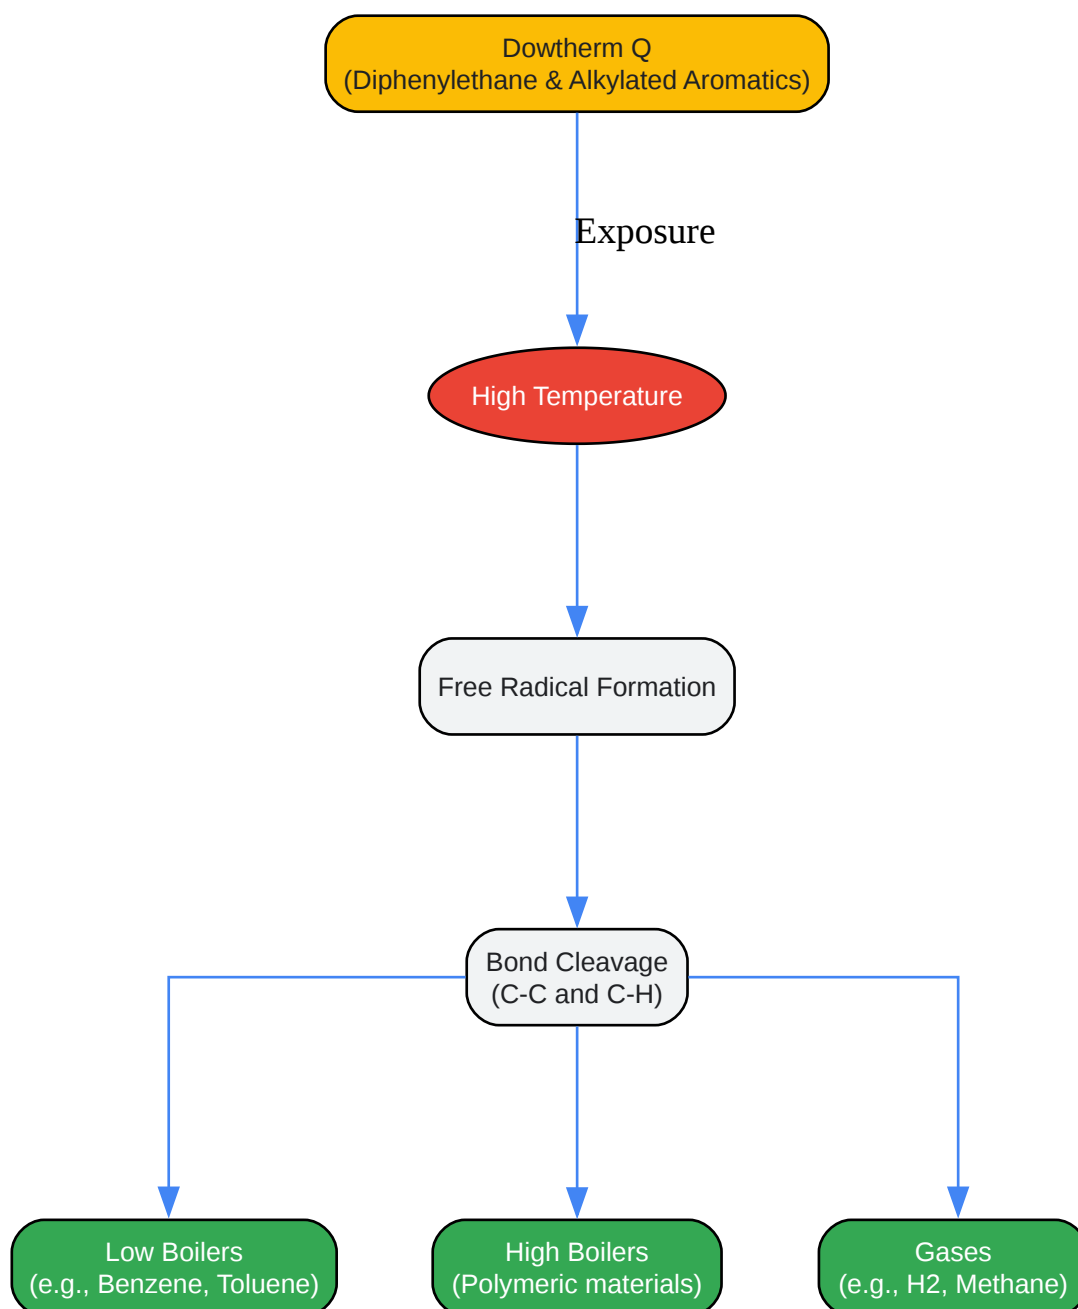 Dowtherm Q
(Diphenylethane & Alkylated Aromatics)
Exposure
High Temperature
Free Radical Formation
Bond Cleavage
(C-C and C-H)
Low Boilers
(e.g., Benzene, Toluene)
High Boilers
(Polymeric materials)
Gases
(e.g., H2, Methane)